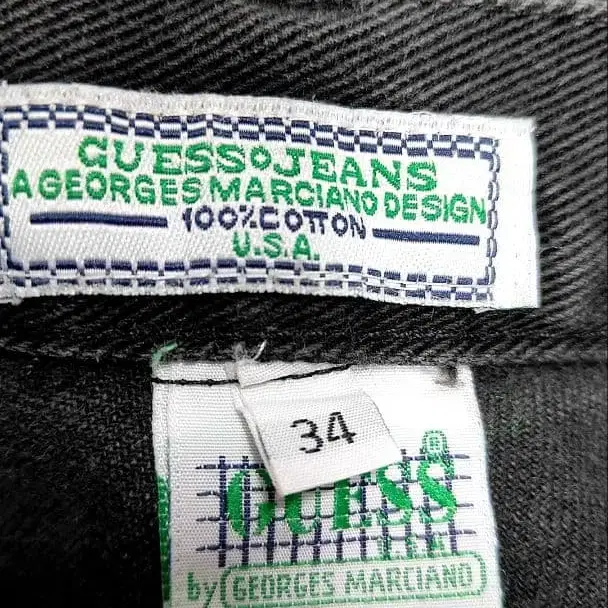 GUESS JEANS
A GEORGES MARCIANO DESIGN
100% COTTON
U.S.A.
34
GUESS®
by GEORGES MARCIANO